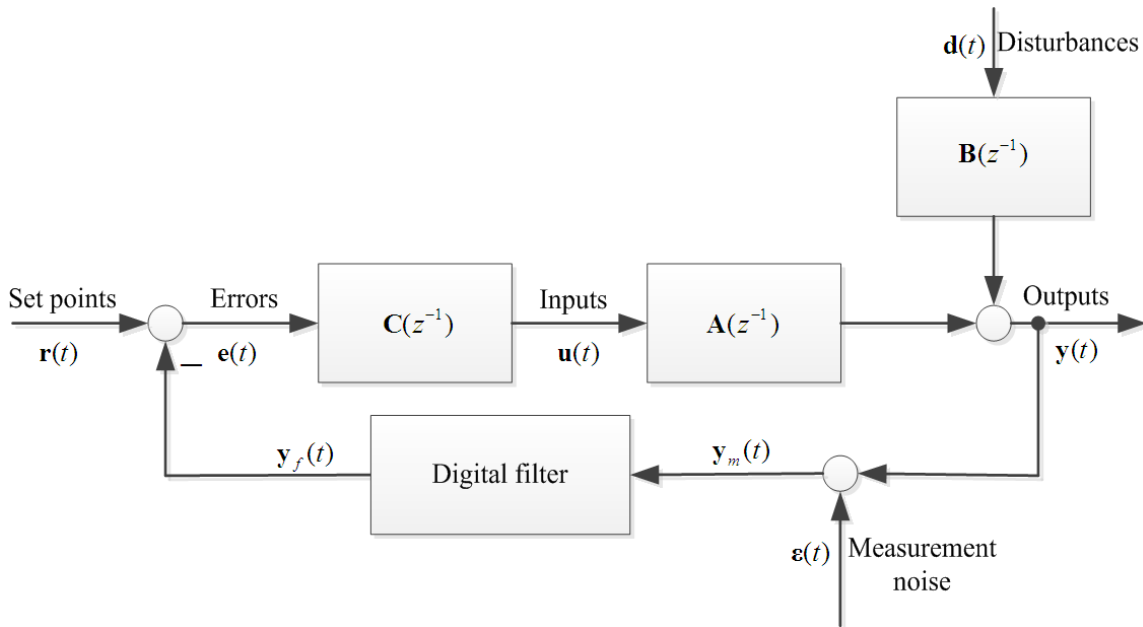 d(t) Disturbances
B(z⁻¹)
Set points
r(t)
Errors
e(t)
C(z⁻¹)
Inputs
u(t)
A(z⁻¹)
Outputs
y(t)
–
y_f(t)
Digital filter
y_m(t)
ε(t)
Measurement
noise